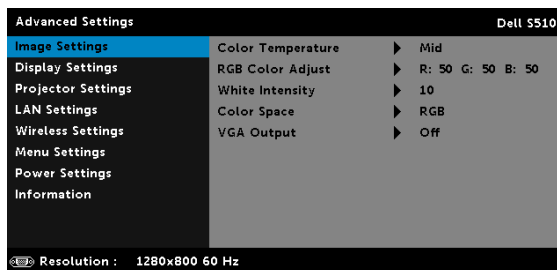 Advanced Settings Dell S510
Image Settings Color Temperature Mid
Display Settings RGB Color Adjust R: 50 G: 50 B: 50
Projector Settings White Intensity 10
LAN Settings Color Space RGB
Wireless Settings VGA Output Off
Menu Settings
Power Settings
Information
Resolution : 1280x800 60 Hz